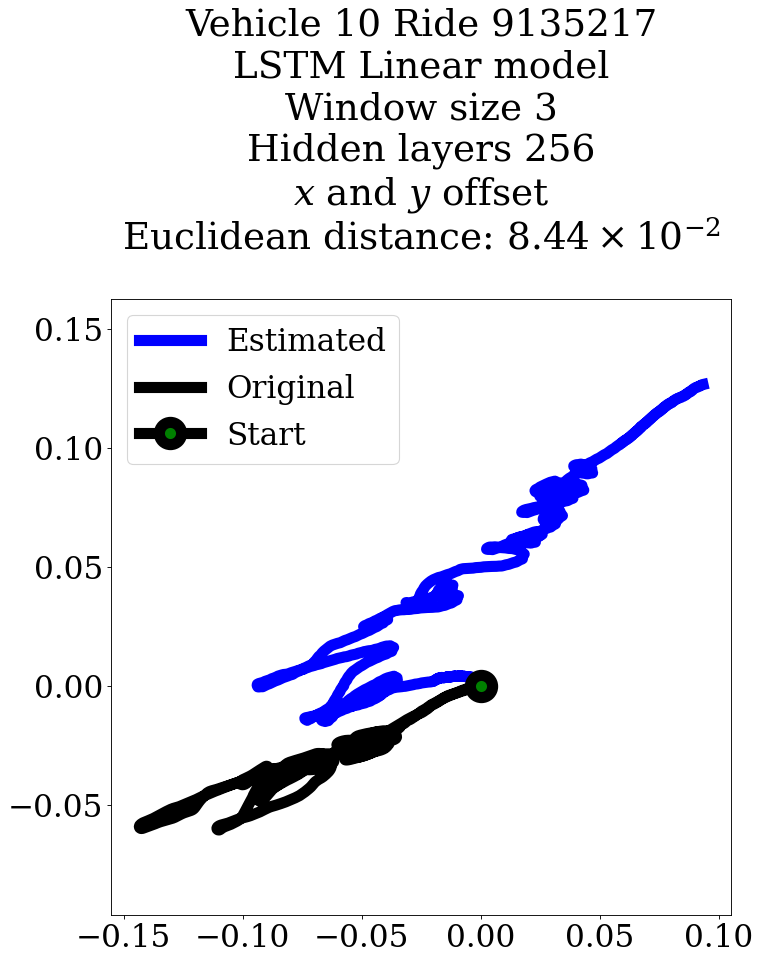 Vehicle 10 Ride 9135217
LSTM Linear model
Window size 3
Hidden layers 256
x and y offset
Euclidean distance: 8.44 × 10⁻²
Estimated
Original
Start
0.15
0.10
0.05
0.00
−0.05
−0.15 −0.10 −0.05 0.00 0.05 0.10